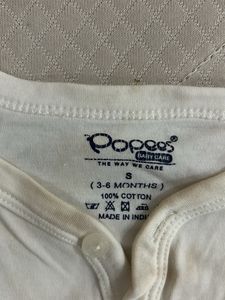 Popees®
BABY CARE
THE WAY WE CARE
S
( 3-6 MONTHS )
100% COTTON
MADE IN INDIA